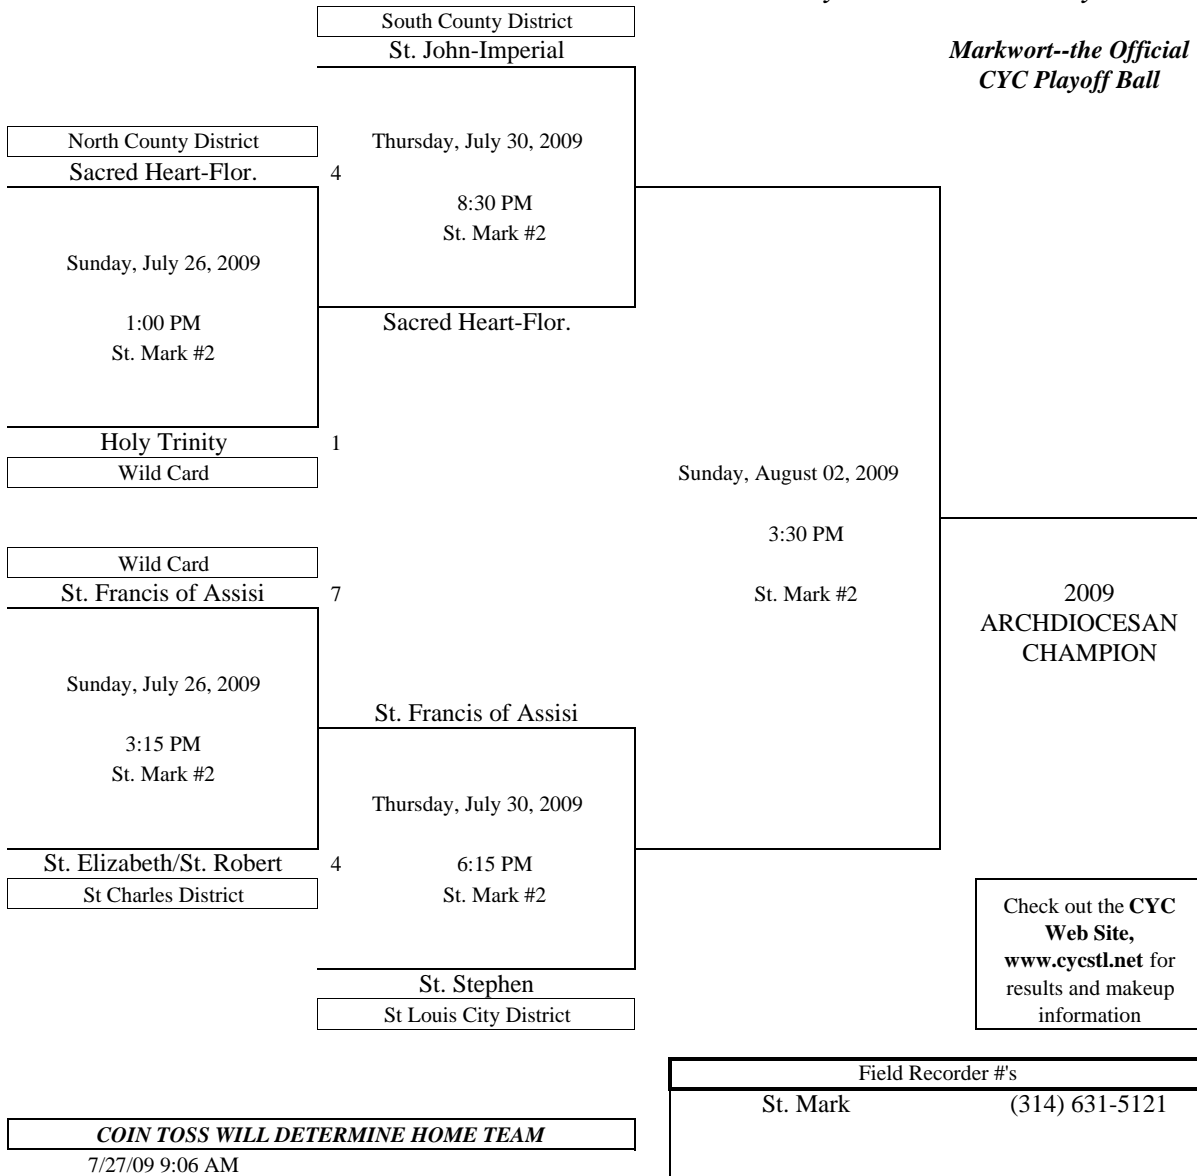 South County District
St. John-Imperial
Markwort--the Official
CYC Playoff Ball
North County District
Thursday, July 30, 2009
Sacred Heart-Flor. 4
8:30 PM
St. Mark #2
Sunday, July 26, 2009
1:00 PM
Sacred Heart-Flor.
St. Mark #2
Holy Trinity 1
Wild Card
Sunday, August 02, 2009
3:30 PM
Wild Card
St. Francis of Assisi 7
St. Mark #2
2009
ARCHDIOCESAN
CHAMPION
Sunday, July 26, 2009
St. Francis of Assisi
3:15 PM
St. Mark #2
Thursday, July 30, 2009
St. Elizabeth/St. Robert 4
6:15 PM
St Charles District
St. Mark #2
Check out the CYC
Web Site,
www.cycstl.net for
results and makeup
information
St. Stephen
St Louis City District
Field Recorder #'s
St. Mark (314) 631-5121
COIN TOSS WILL DETERMINE HOME TEAM
7/27/09 9:06 AM